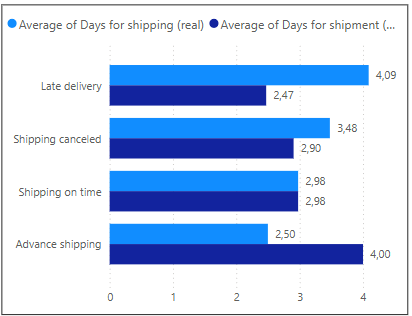 Average of Days for shipping (real) Average of Days for shipment (...
Late delivery 4,09
2,47
Shipping canceled 3,48
2,90
Shipping on time 2,98
2,98
Advance shipping 2,50
4,00
0 1 2 3 4